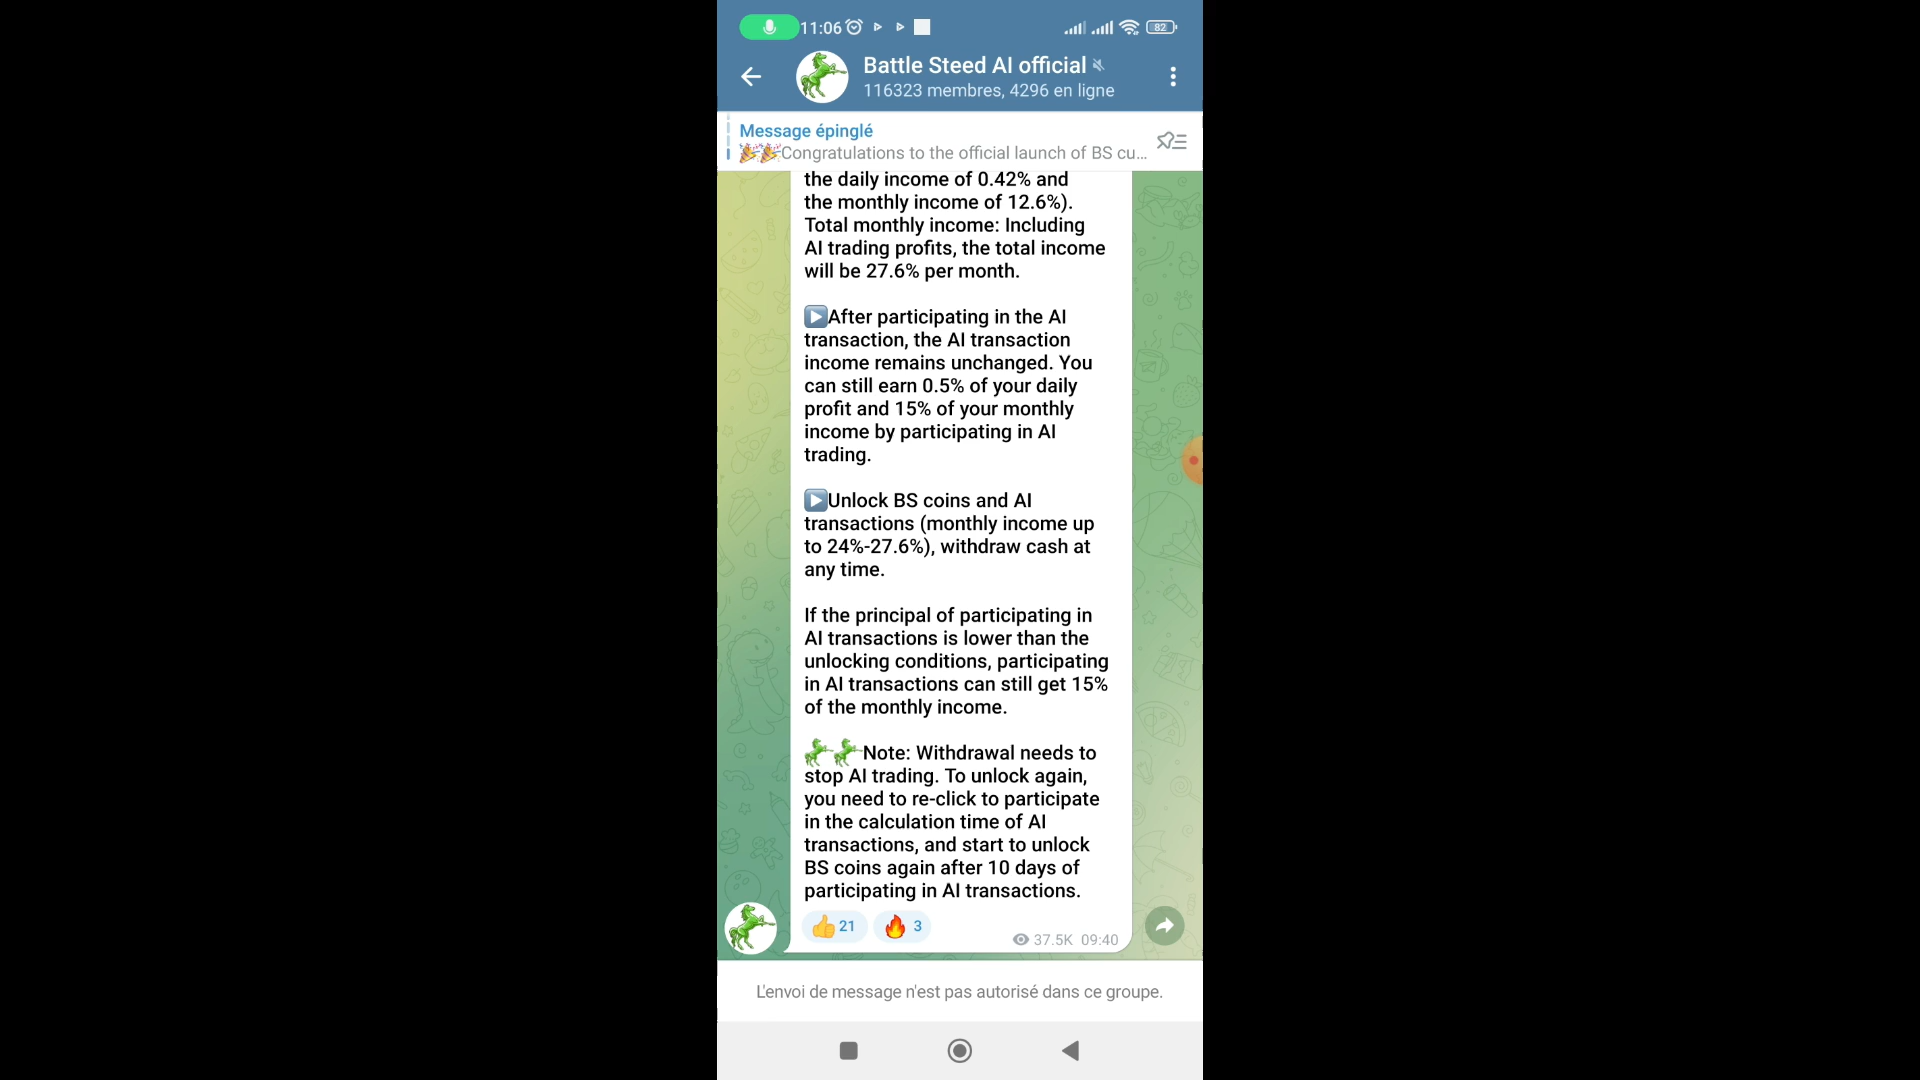 11:06
82
Battle Steed AI official
116323 membres, 4296 en ligne
Message épinglé
🎉🎉Congratulations to the official launch of BS cu...
the daily income of 0.42% and
the monthly income of 12.6%).
Total monthly income: Including
AI trading profits, the total income
will be 27.6% per month.
▶️After participating in the AI
transaction, the AI transaction
income remains unchanged. You
can still earn 0.5% of your daily
profit and 15% of your monthly
income by participating in AI
trading.
▶️Unlock BS coins and AI
transactions (monthly income up
to 24%-27.6%), withdraw cash at
any time.
If the principal of participating in
AI transactions is lower than the
unlocking conditions, participating
in AI transactions can still get 15%
of the monthly income.
Note: Withdrawal needs to
stop AI trading. To unlock again,
you need to re-click to participate
in the calculation time of AI
transactions, and start to unlock
BS coins again after 10 days of
participating in AI transactions.
👍 21 🔥 3
37.5K 09:40
L'envoi de message n'est pas autorisé dans ce groupe.